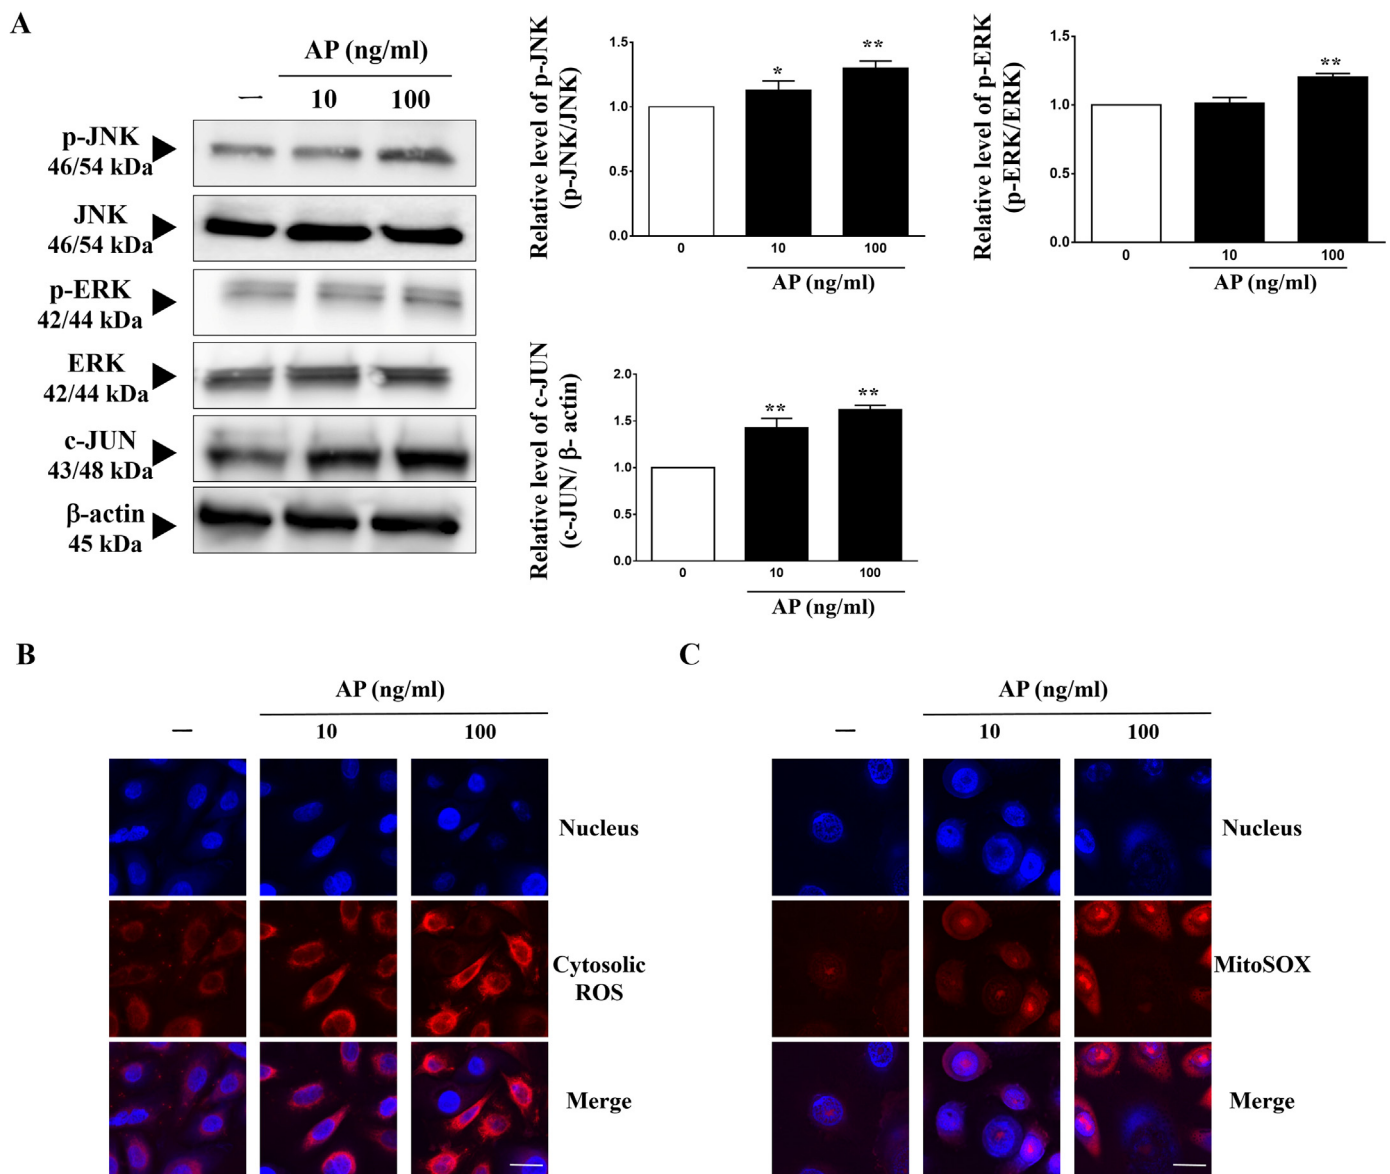 A
AP (ng/ml)
— 10 100
p-JNK
46/54 kDa
JNK
46/54 kDa
p-ERK
42/44 kDa
ERK
42/44 kDa
c-JUN
43/48 kDa
β-actin
45 kDa
Relative level of p-JNK
(p-JNK/JNK)
1.5
1.0
0.5
0.0
*
**
0 10 100
AP (ng/ml)
Relative level of p-ERK
(p-ERK/ERK)
1.5
1.0
0.5
0.0
**
0 10 100
AP (ng/ml)
Relative level of c-JUN
(c-JUN/ β- actin)
2.0
1.5
1.0
0.5
0.0
**
**
0 10 100
AP (ng/ml)
B
AP (ng/ml)
— 10 100
Nucleus
Cytosolic
ROS
Merge
C
AP (ng/ml)
— 10 100
Nucleus
MitoSOX
Merge